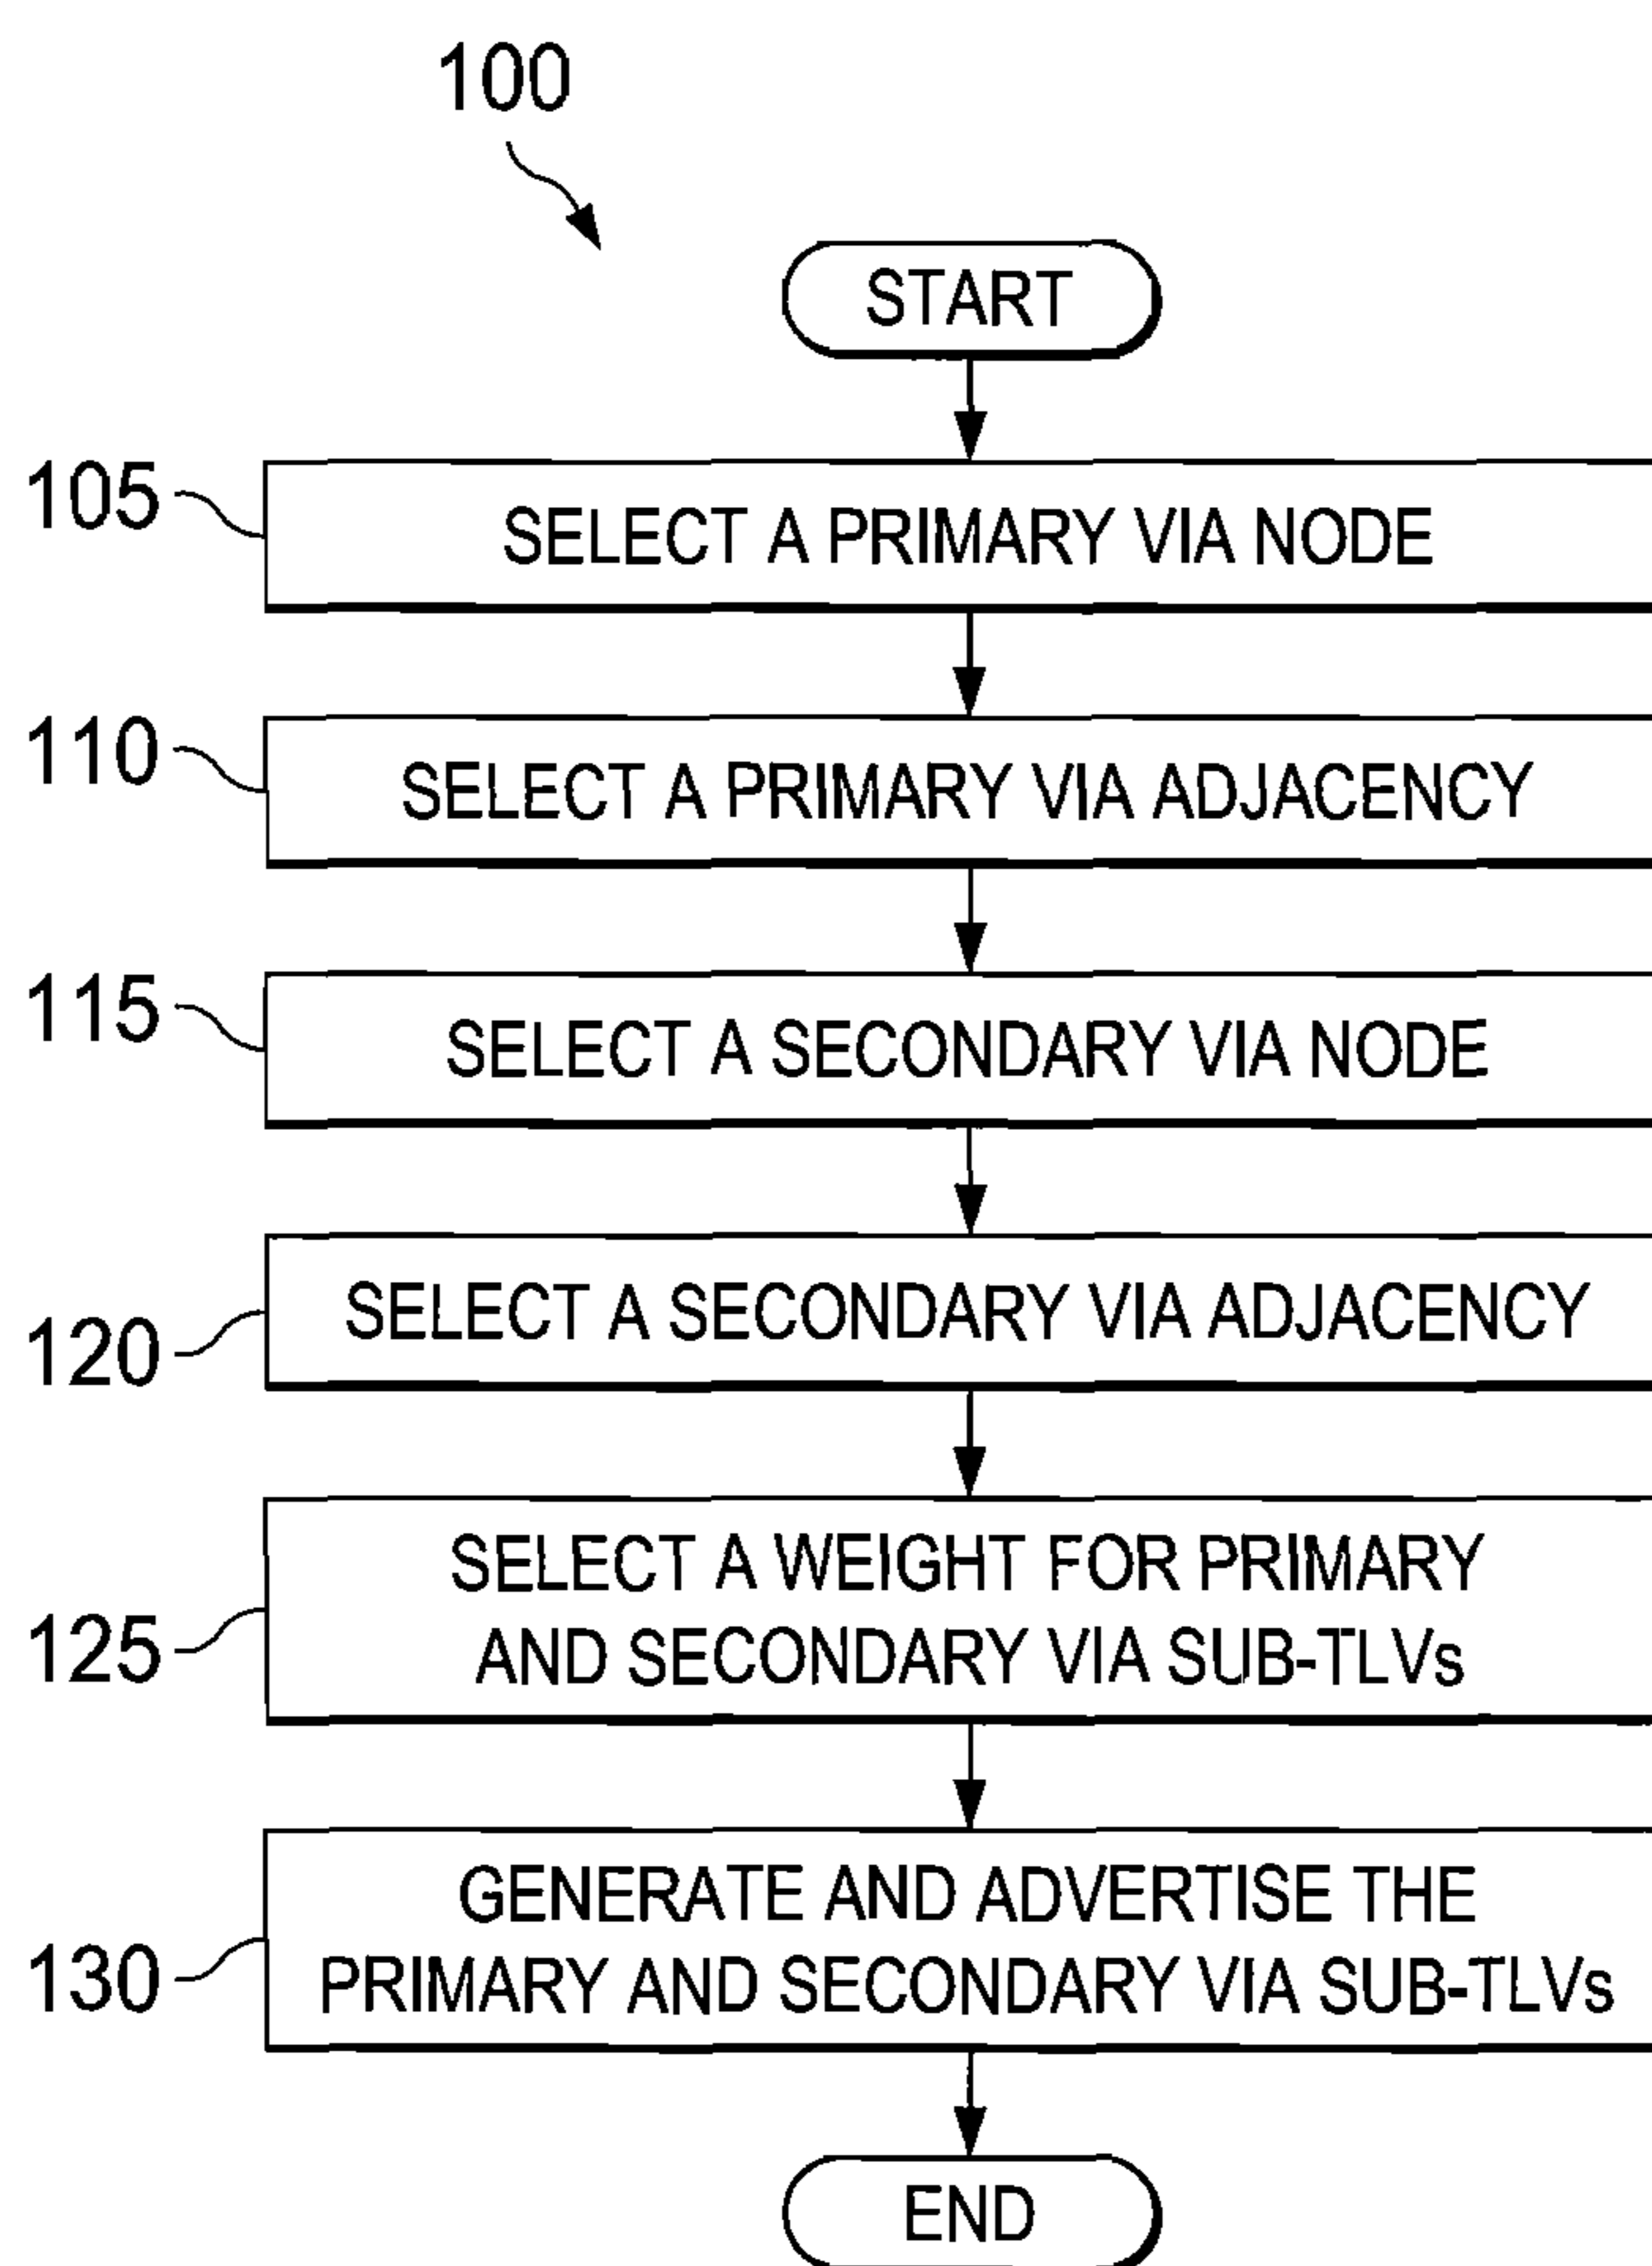 100
START
105
SELECT A PRIMARY VIA NODE
110
SELECT A PRIMARY VIA ADJACENCY
115
SELECT A SECONDARY VIA NODE
120
SELECT A SECONDARY VIA ADJACENCY
125
SELECT A WEIGHT FOR PRIMARY
AND SECONDARY VIA SUB-TLVs
130
GENERATE AND ADVERTISE THE
PRIMARY AND SECONDARY VIA SUB-TLVs
END